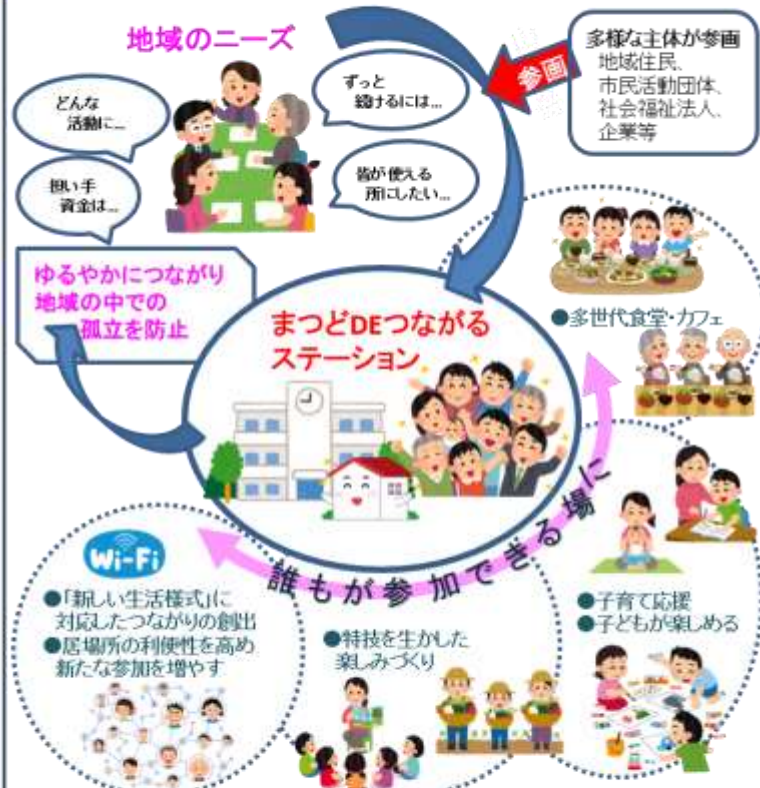 地域のニーズ
どんな
活動に...
ずっと
続けるには...
担い手
資金は...
皆が使える
所にしたい...
参画
多様な主体が参画
地域住民、
市民活動団体、
社会福祉法人、
企業等
ゆるやかにつながり
地域の中での
孤立を防止
まつどDEつながる
ステーション
●多世代食堂・カフェ
誰もが参加できる場に
Wi-Fi
●「新しい生活様式」に
対応したつながりの創出
●居場所の利便性を高め
新たな参加を増やす
●特技を生かした
楽しみづくり
●子育て応援
●子どもが楽しめる